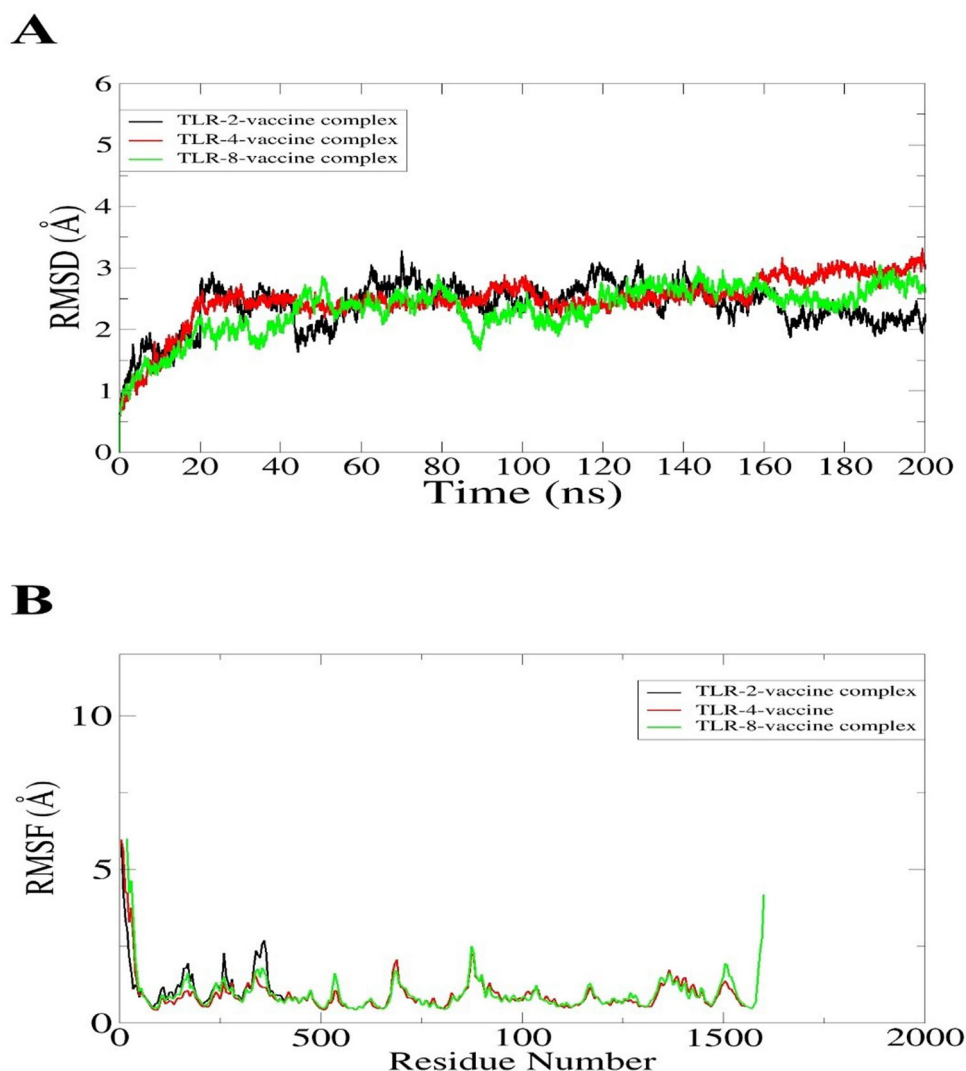 A
6
5
4
3
2
1
0
RMSD (Å)
TLR-2-vaccine complex
TLR-4-vaccine complex
TLR-8-vaccine complex
0 20 40 60 80 100 120 140 160 180 200
Time (ns)
B
10
5
0
RMSF (Å)
TLR-2-vaccine complex
TLR-4-vaccine
TLR-8-vaccine complex
0 500 100 1500 2000
Residue Number